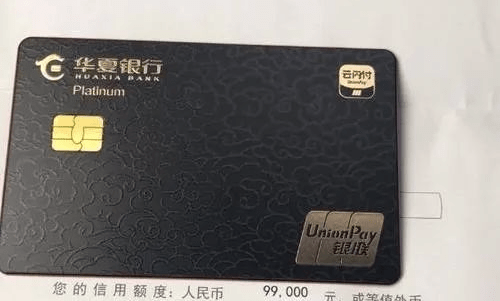 华夏银行
HUAXIA BANK
Platinum
云闪付
UnionPay
UnionPay
银联
您的信用额度：人民币 99,000 元 或等值外币